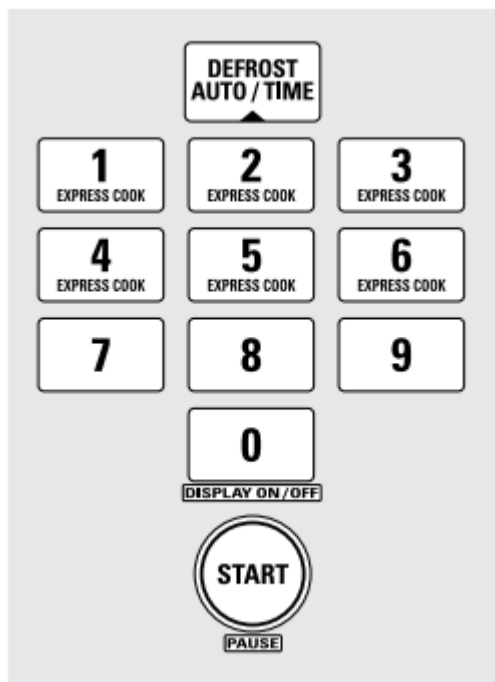 DEFROST
AUTO / TIME
1 2 3
EXPRESS COOK EXPRESS COOK EXPRESS COOK
4 5 6
EXPRESS COOK EXPRESS COOK EXPRESS COOK
7 8 9
0
DISPLAY ON/OFF
START
PAUSE